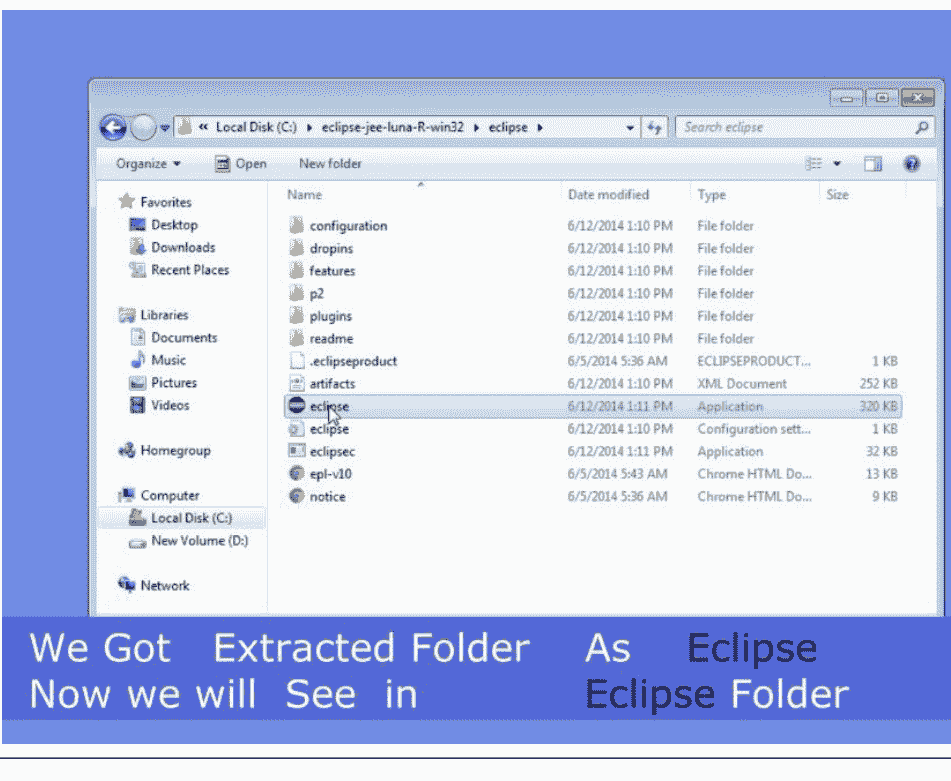 « Local Disk (C:) ▸ eclipse-jee-luna-R-win32 ▸ eclipse ▸
Search eclipse
Organize ▾ Open New folder
Name Date modified Type Size
Favorites
Desktop
Downloads
Recent Places
Libraries
Documents
Music
Pictures
Videos
Homegroup
Computer
Local Disk (C:)
New Volume (D:)
Network
configuration 6/12/2014 1:10 PM File folder
dropins 6/12/2014 1:10 PM File folder
features 6/12/2014 1:10 PM File folder
p2 6/12/2014 1:10 PM File folder
plugins 6/12/2014 1:10 PM File folder
readme 6/12/2014 1:10 PM File folder
.eclipseproduct 6/5/2014 5:36 AM ECLIPSEPRODUCT... 1 KB
artifacts 6/12/2014 1:10 PM XML Document 252 KB
eclipse 6/12/2014 1:11 PM Application 320 KB
eclipse 6/12/2014 1:10 PM Configuration sett... 1 KB
eclipsec 6/12/2014 1:11 PM Application 32 KB
epl-v10 6/5/2014 5:43 AM Chrome HTML Do... 13 KB
notice 6/5/2014 5:36 AM Chrome HTML Do... 9 KB
We Got Extracted Folder As Eclipse
Now we will See in Eclipse Folder